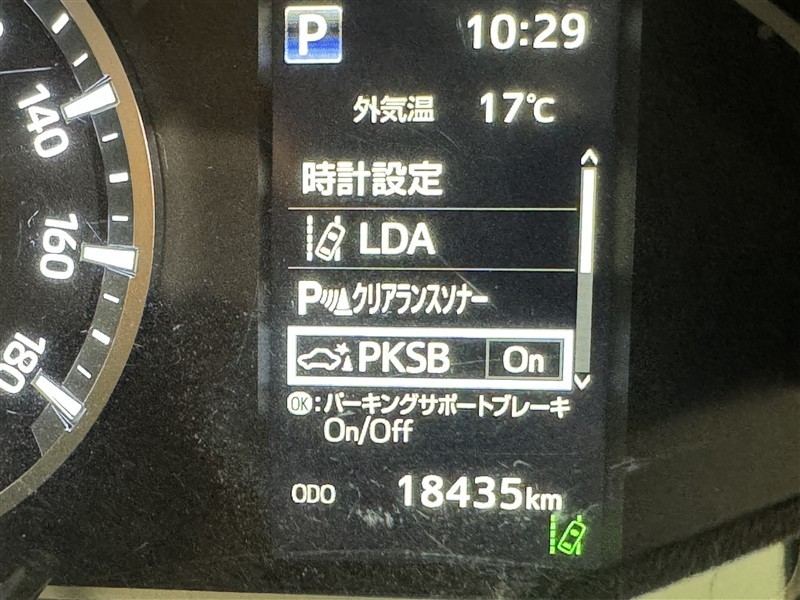 P 10:29
外気温 17℃
時計設定
LDA
Pクリアランスソナー
PKSB On
OK:パーキングサポートブレーキ
On/Off
ODO 18435km
140
160
180